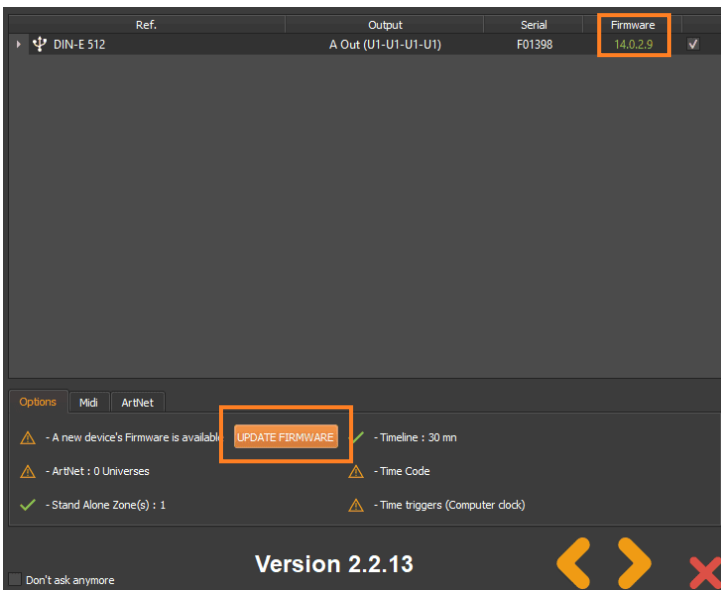 Ref. Output Serial Firmware
DIN-E 512 A Out (U1-U1-U1-U1) F01398 14.0.2.9
Options Midi ArtNet
- A new device's Firmware is availabl UPDATE FIRMWARE - Timeline : 30 mn
- ArtNet : 0 Universes - Time Code
- Stand Alone Zone(s) : 1 - Time triggers (Computer clock)
Version 2.2.13
Don't ask anymore